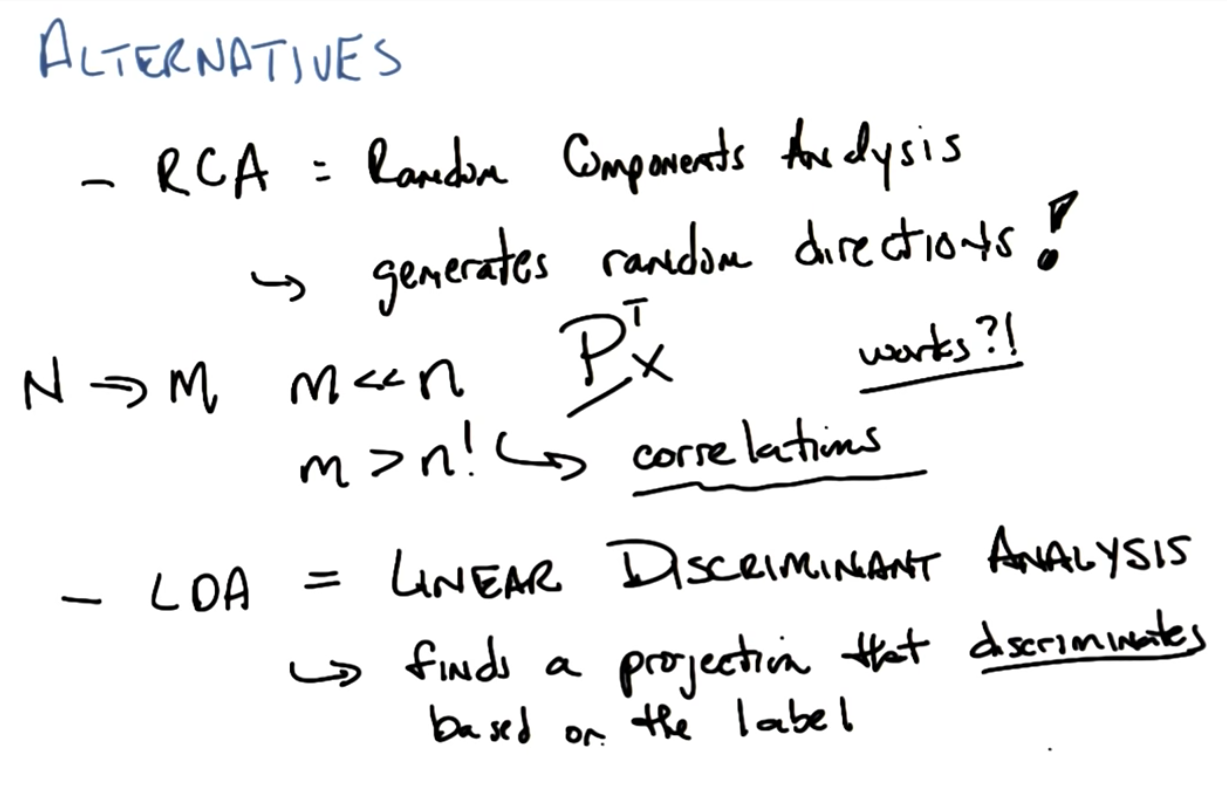 ALTERNATIVES
- RCA = Random Components Analysis
↳ generates random directions!
N ⇒ M m << n P^T x works?!
m > n! ↳ correlations
- LDA = LINEAR DISCRIMINANT ANALYSIS
↳ finds a projection that discriminates
based on the label